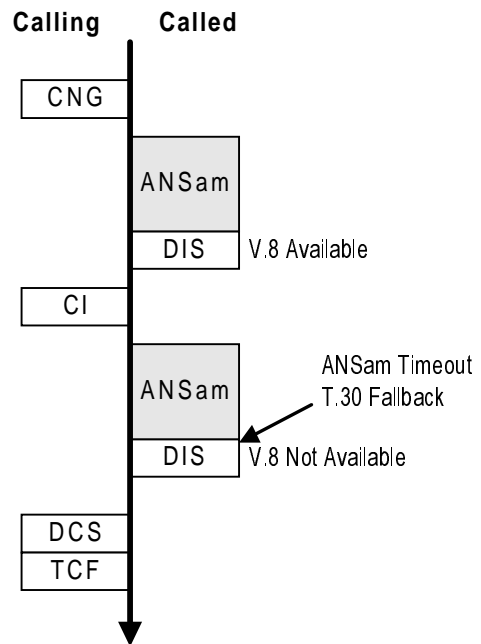 Calling Called
CNG
ANSam
DIS V.8 Available
CI
ANSam Timeout
T.30 Fallback
ANSam
DIS V.8 Not Available
DCS
TCF